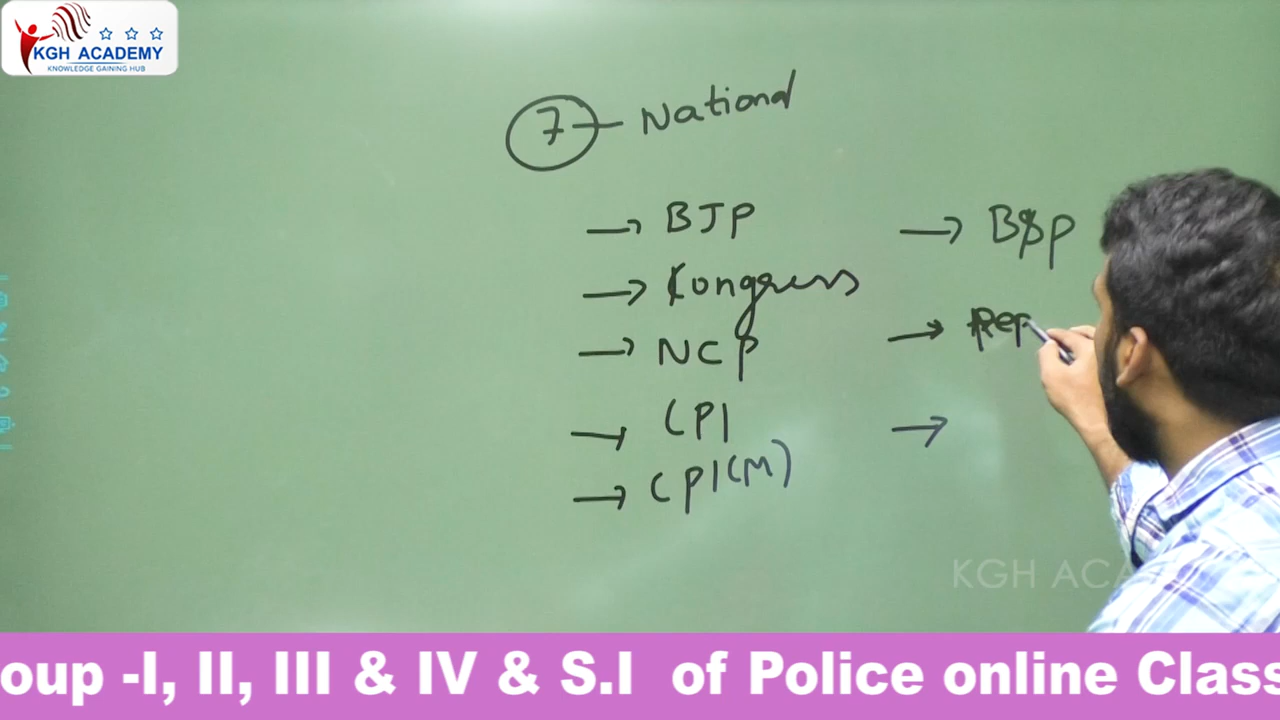 KGH ACADEMY
KNOWLEDGE GAINING HUB
7 - National
→ BJP
→ Congress
→ NCP
→ CPI
→ CPI(M)
→ BSP
→
→
KGH ACA
oup -I, II, III & IV & S.I of Police online Class